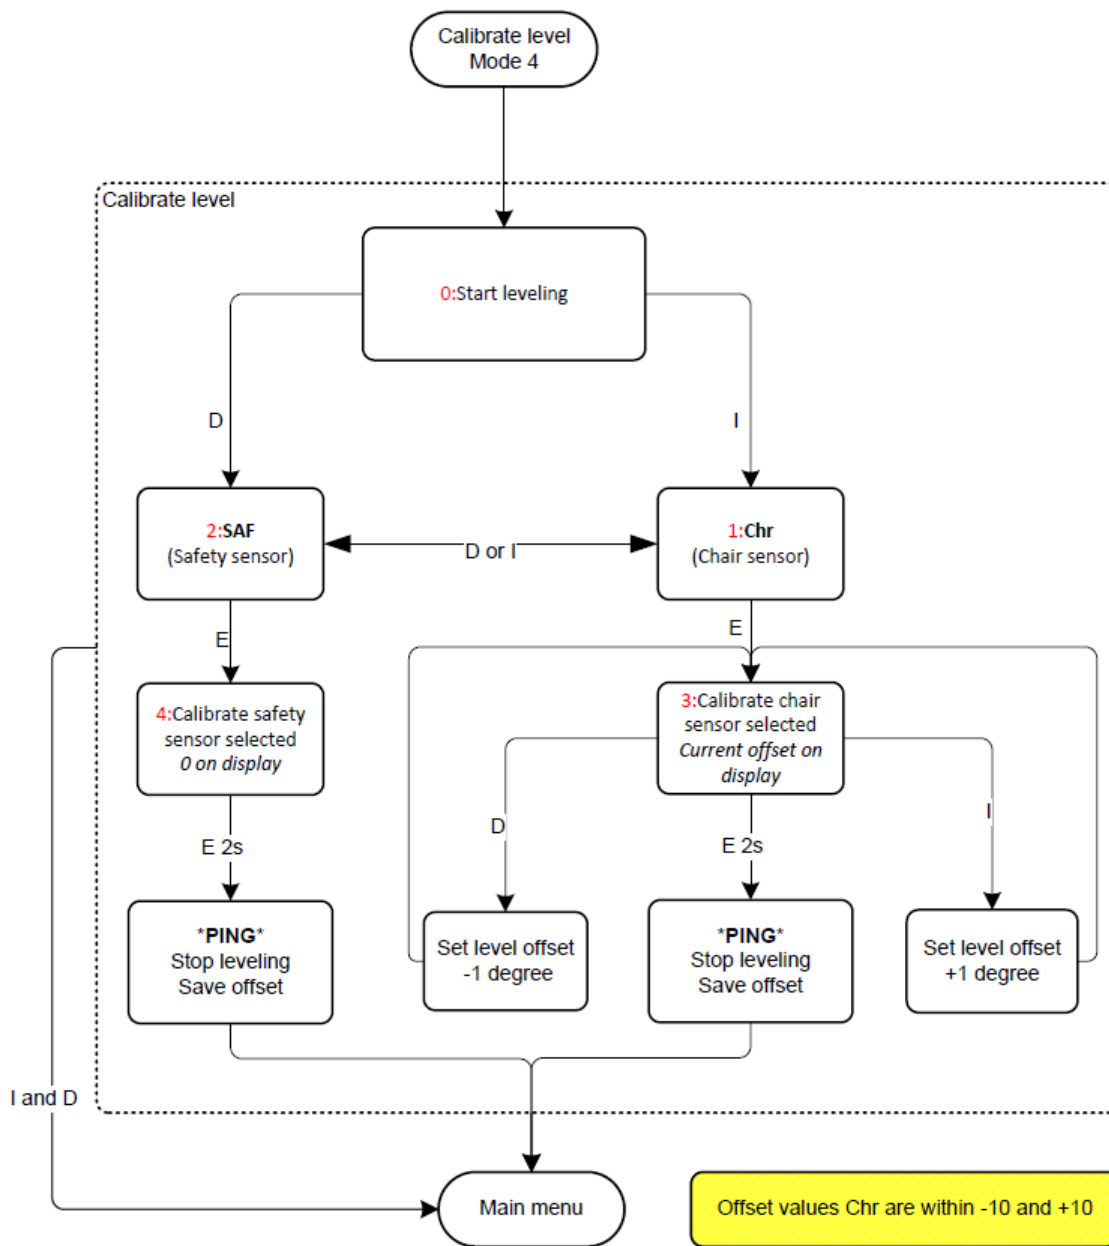 Calibrate level
Mode 4
Calibrate level
0:Start leveling
D
I
2:SAF
(Safety sensor)
D or I
1:Chr
(Chair sensor)
E
E
4:Calibrate safety
sensor selected
0 on display
3:Calibrate chair
sensor selected
Current offset on
display
D
I
E 2s
E 2s
*PING*
Stop leveling
Save offset
Set level offset
-1 degree
*PING*
Stop leveling
Save offset
Set level offset
+1 degree
I and D
Main menu
Offset values Chr are within -10 and +10